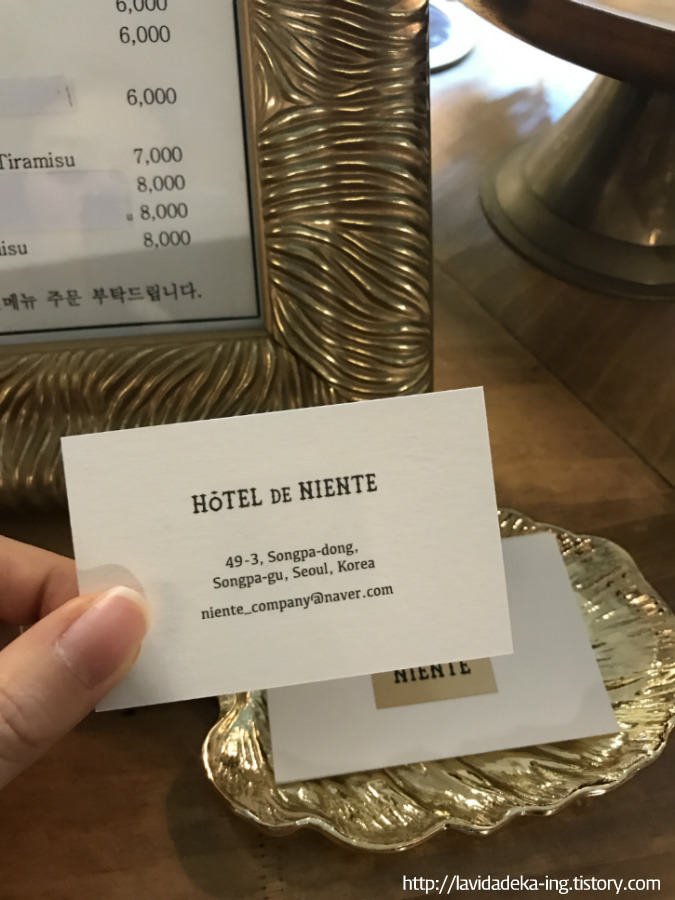 6,000
6,000
6,000
Tiramisu 7,000
8,000
8,000
8,000
메뉴 주문 부탁드립니다.
HÔTEL DE NIENTE
49-3, Songpa-dong,
Songpa-gu, Seoul, Korea
niente_company@naver.com
NIENTE
http://lavidadeka-ing.tistory.com